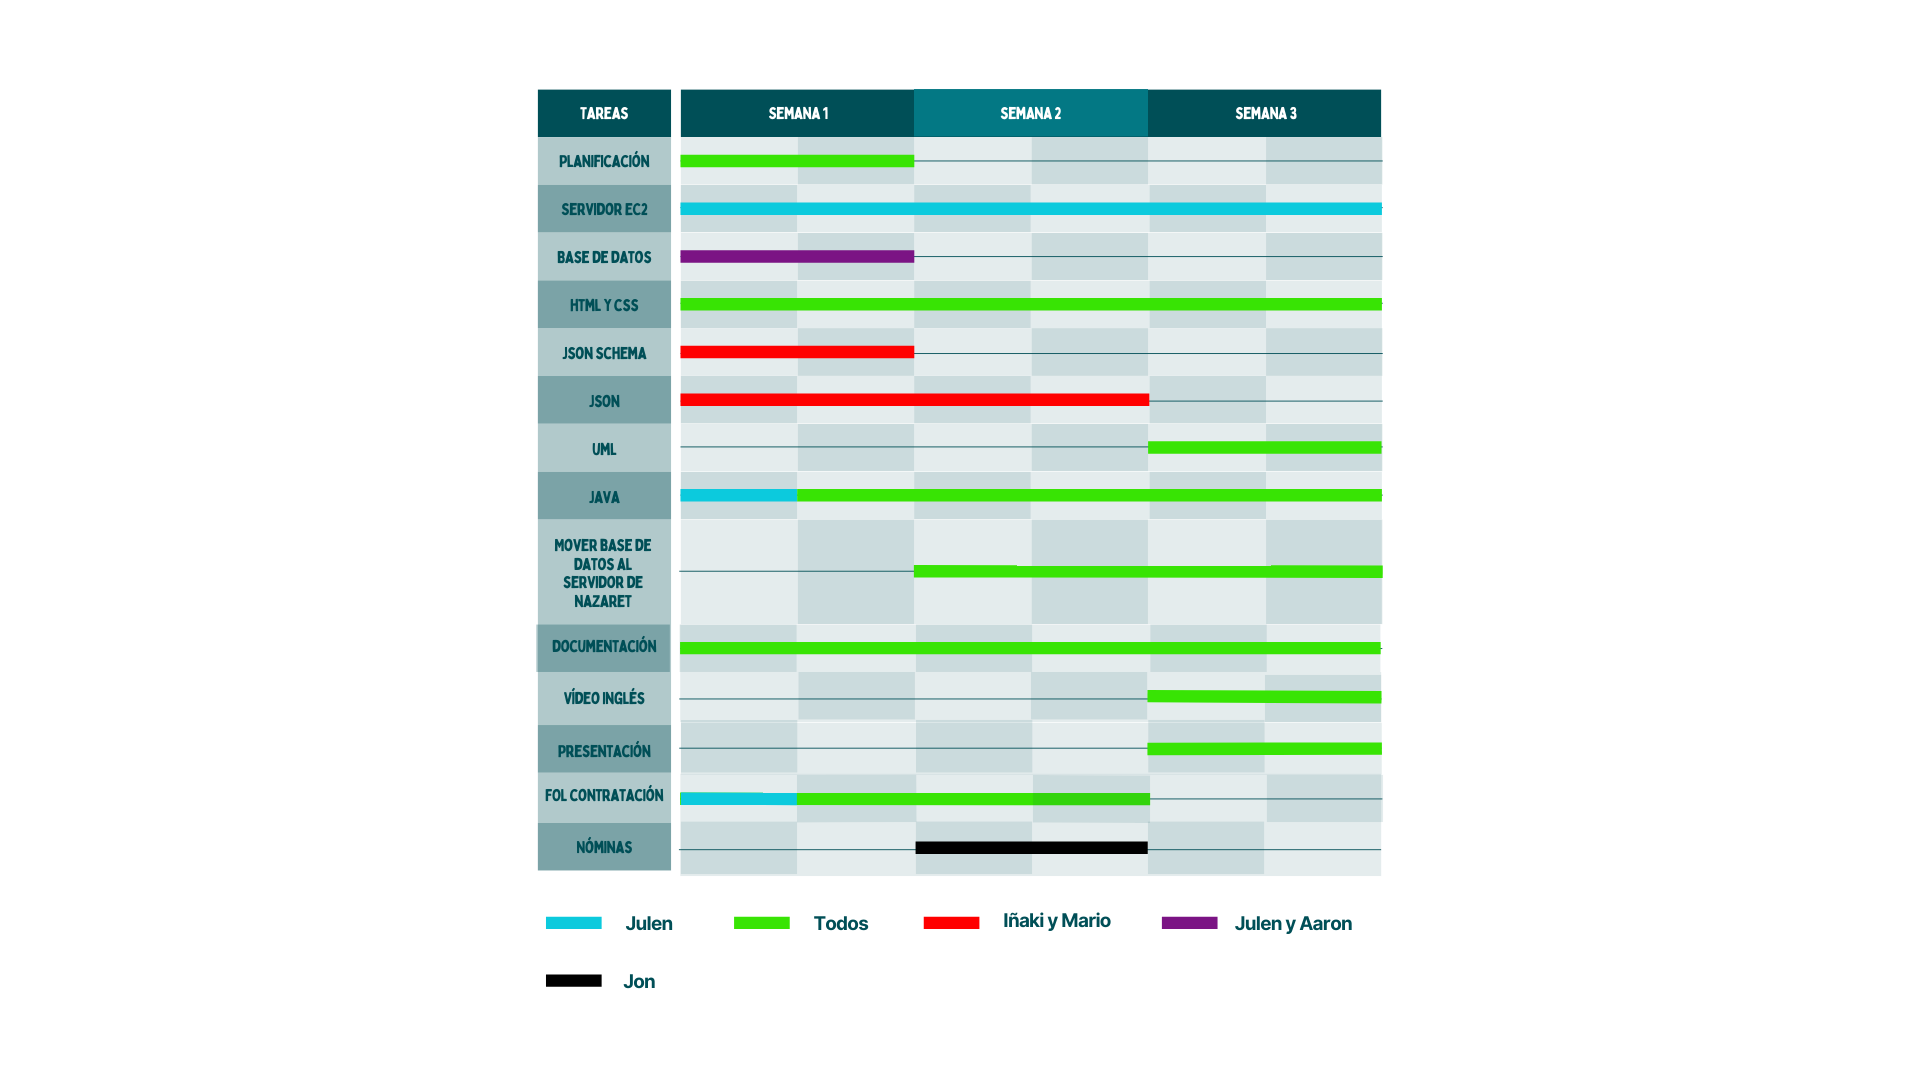 TAREAS
SEMANA 1
SEMANA 2
SEMANA 3
PLANIFICACIÓN
SERVIDOR EC2
BASE DE DATOS
HTML Y CSS
JSON SCHEMA
JSON
UML
JAVA
MOVER BASE DE
DATOS AL
SERVIDOR DE
NAZARET
DOCUMENTACIÓN
VÍDEO INGLÉS
PRESENTACIÓN
FOL CONTRATACIÓN
NÓMINAS
Julen
Todos
Iñaki y Mario
Julen y Aaron
Jon